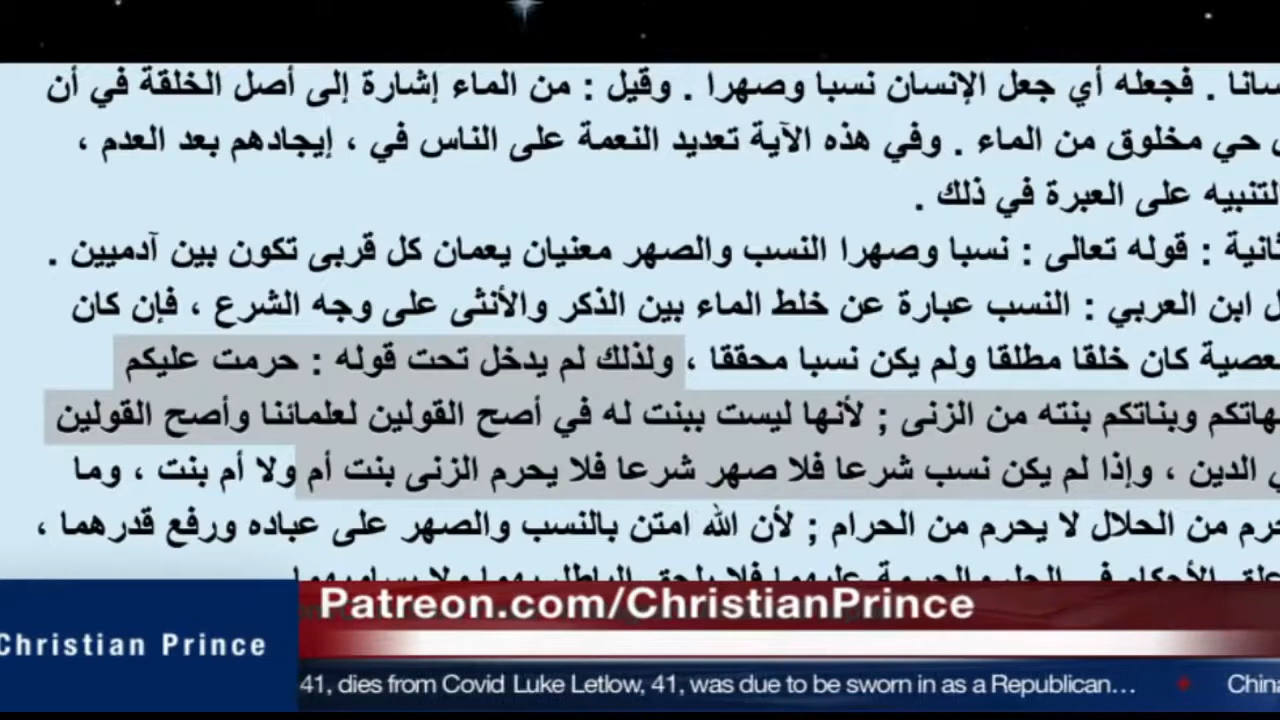 . فجعله أي جعل الإنسان نسبا وصهرا . وقيل : من الماء إشارة إلى أصل الخلقة في أن
حي مخلوق من الماء . وفي هذه الآية تعديد النعمة على الناس في ، إيجادهم بعد العدم ،
على العبرة في ذلك .
: قوله تعالى : نسبا وصهرا النسب والصهر معنيان يعمان كل قربى تكون بين آدميين .
ابن العربي : النسب عبارة عن خلط الماء بين الذكر والأنثى على وجه الشرع ، فإن كان
كان خلقا مطلقا ولم يكن نسبا محققا ، ولذلك لم يدخل تحت قوله : حرمت عليكم
وبناتكم بنته من الزنى ; لأنها ليست ببنت له في أصح القولين لعلمائنا وأصح القولين
الدين ، وإذا لم يكن نسب شرعا فلا صهر شرعا فلا يحرم الزنى بنت أم ولا أم بنت ، وما
من الحلال لا يحرم من الحرام ; لأن الله امتن بالنسب والصهر على عباده ورفع قدرهما ،
Patreon.com/ChristianPrince
Christian Prince
41, dies from Covid Luke Letlow, 41, was due to be sworn in as a Republican...